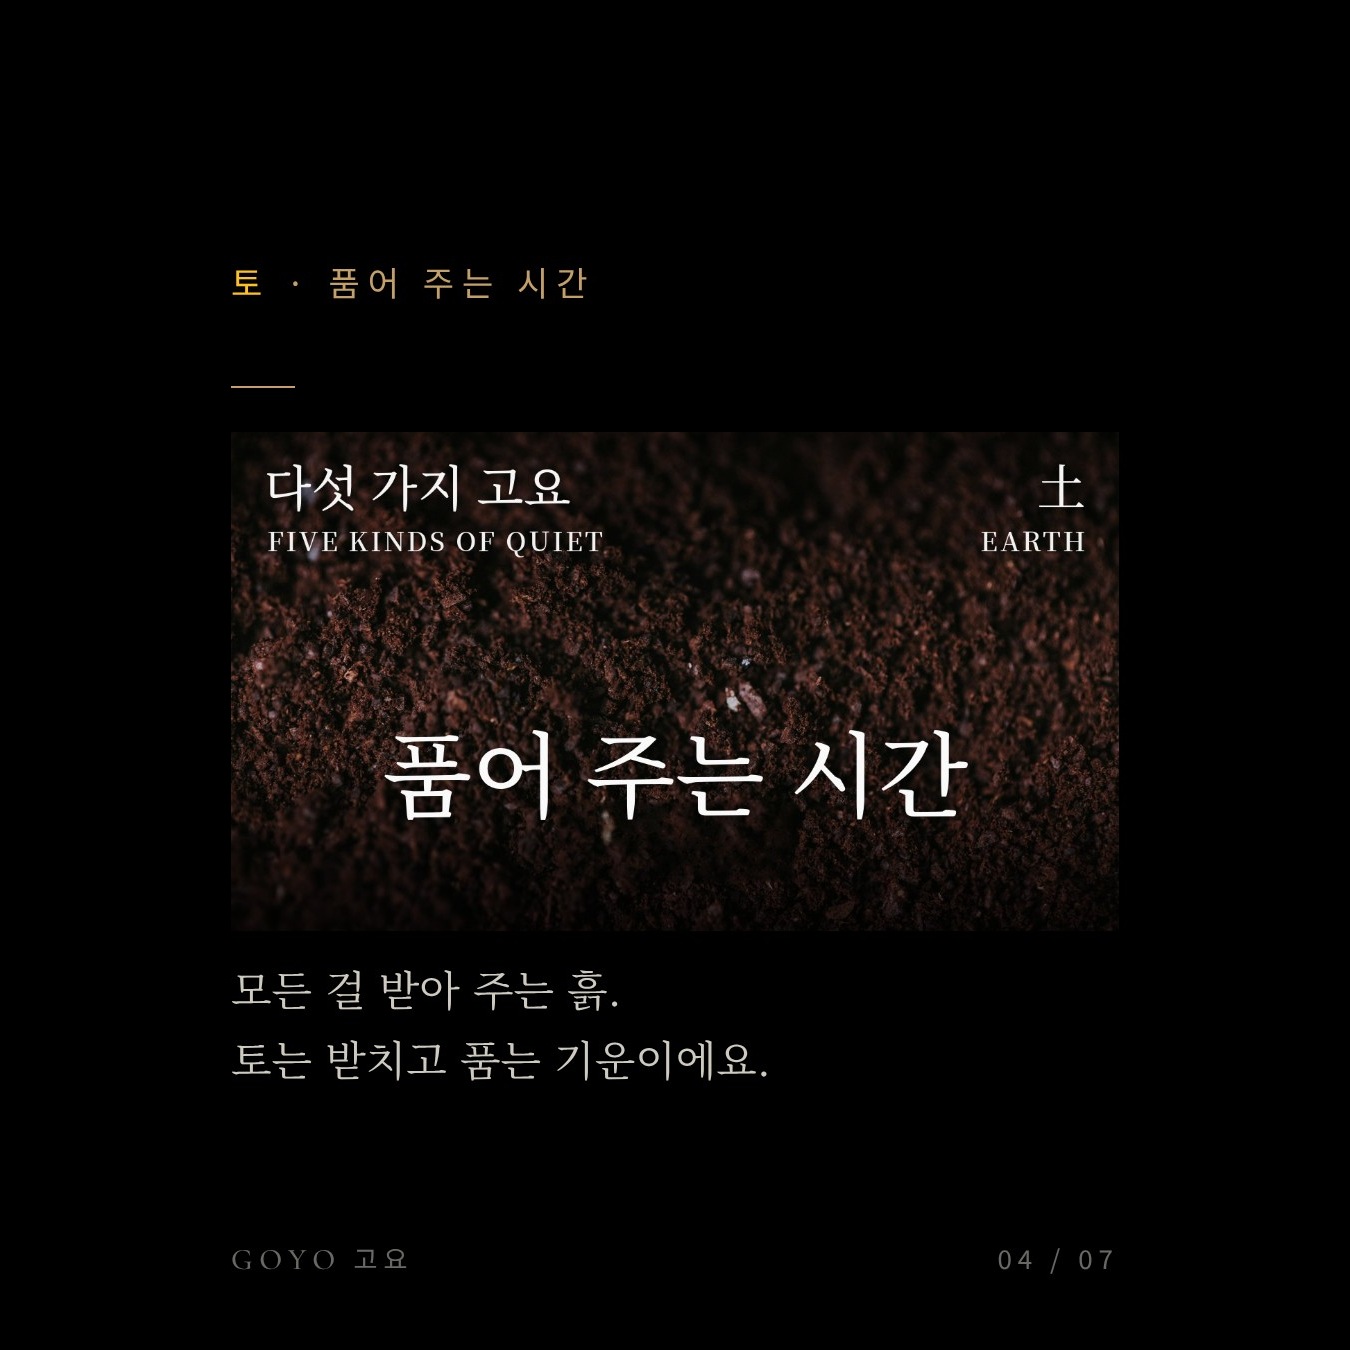 토 · 품어 주는 시간
다섯 가지 고요
FIVE KINDS OF QUIET
土
EARTH
품어 주는 시간
모든 걸 받아 주는 흙.
토는 받치고 품는 기운이에요.
GOYO 고요
04 / 07